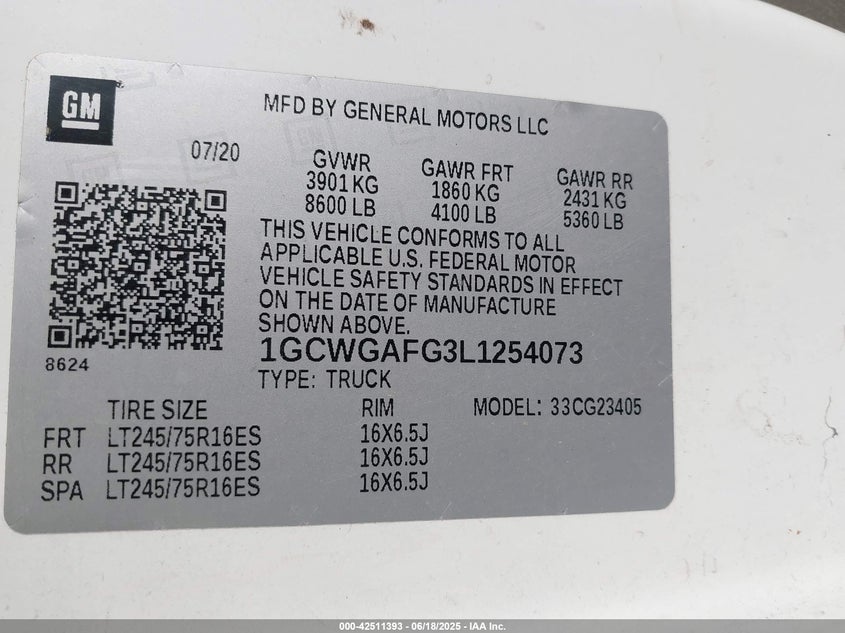 GM
MFD BY GENERAL MOTORS LLC
07/20
GVWR GAWR FRT GAWR RR
3901 KG 1860 KG 2431 KG
8600 LB 4100 LB 5360 LB
THIS VEHICLE CONFORMS TO ALL
APPLICABLE U.S. FEDERAL MOTOR
VEHICLE SAFETY STANDARDS IN EFFECT
ON THE DATE OF MANUFACTURE
SHOWN ABOVE.
8624
1GCWGAFG3L1254073
TYPE: TRUCK
TIRE SIZE RIM MODEL: 33CG23405
FRT LT245/75R16ES 16X6.5J
RR LT245/75R16ES 16X6.5J
SPA LT245/75R16ES 16X6.5J
000-42511393 - 06/18/2025 - IAA Inc.